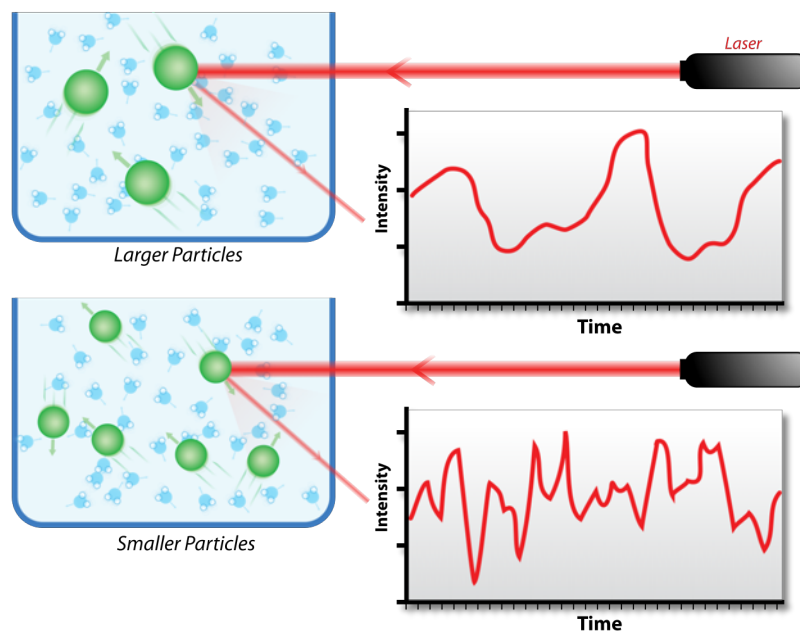 Laser
Intensity
Time
Larger Particles
Intensity
Time
Smaller Particles